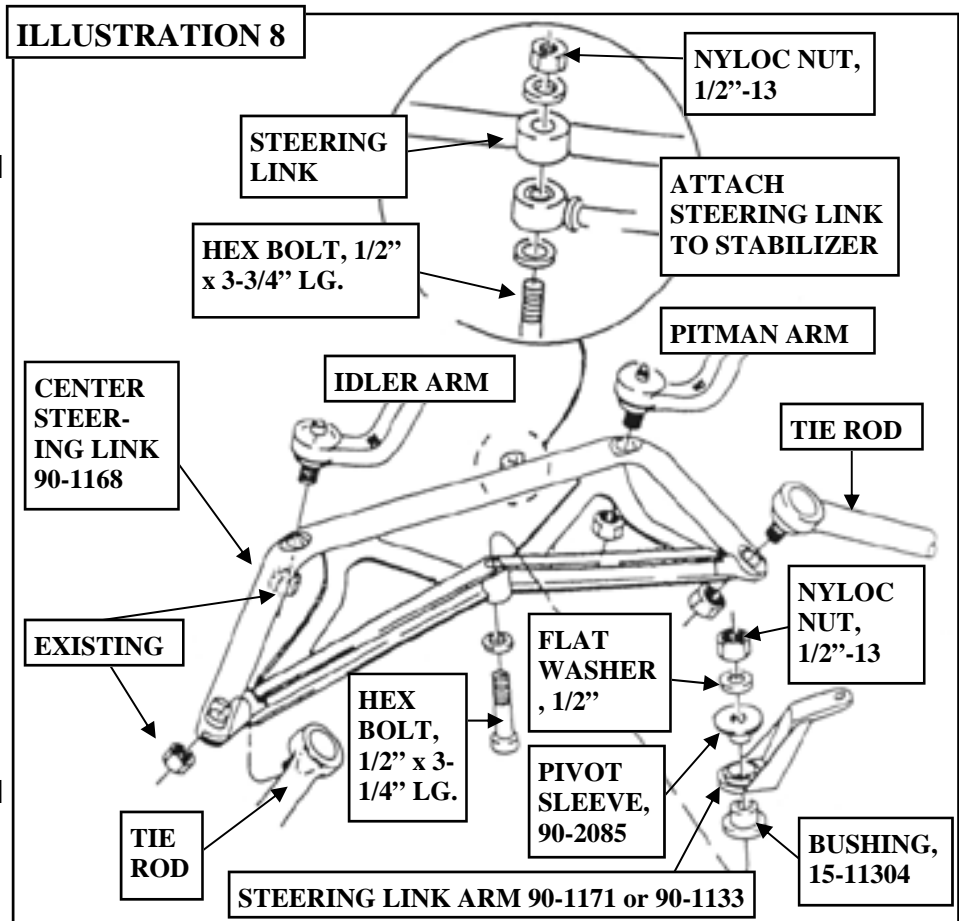 ILLUSTRATION 8
NYLOC NUT,
1/2”-13
STEERING
LINK
ATTACH
STEERING LINK
TO STABILIZER
HEX BOLT, 1/2”
x 3-3/4” LG.
PITMAN ARM
IDLER ARM
CENTER
STEER-
ING LINK
90-1168
TIE ROD
NYLOC
NUT,
1/2”-13
EXISTING
FLAT
WASHER
, 1/2”
HEX
BOLT,
1/2” x 3-
1/4” LG.
PIVOT
SLEEVE,
90-2085
TIE
ROD
BUSHING,
15-11304
STEERING LINK ARM 90-1171 or 90-1133